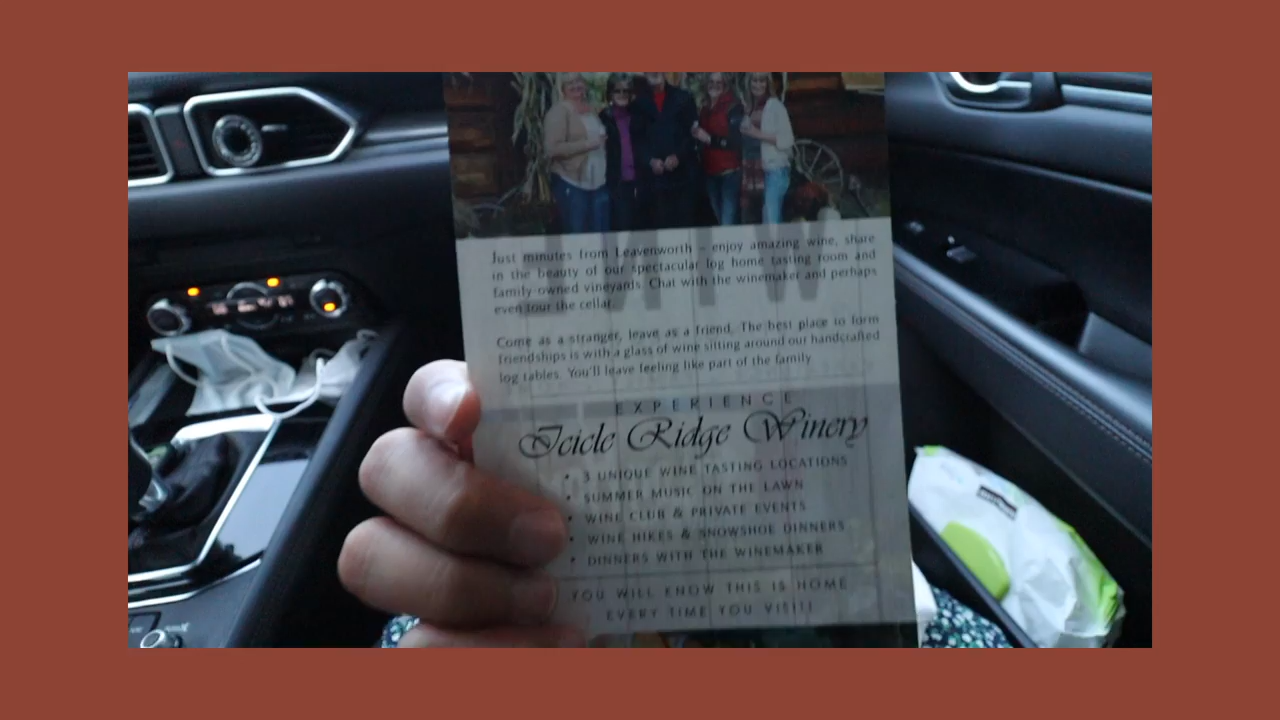 Just minutes from Leavenworth – enjoy amazing wine, share
in the beauty of our spectacular log home tasting room and
family-owned vineyards. Chat with the winemaker and perhaps
even tour the cellar.
Come as a stranger, leave as a friend. The best place to form
friendships is with a glass of wine sitting around our handcrafted
log tables. You'll leave feeling like part of the family.
EXPERIENCE
Icicle Ridge Winery
• 3 UNIQUE WINE TASTING LOCATIONS
• SUMMER MUSIC ON THE LAWN
• WINE CLUB & PRIVATE EVENTS
• WINE HIKES & SNOWSHOE DINNERS
• DINNERS WITH THE WINEMAKER
YOU WILL KNOW THIS IS HOME
EVERY TIME YOU VISIT!